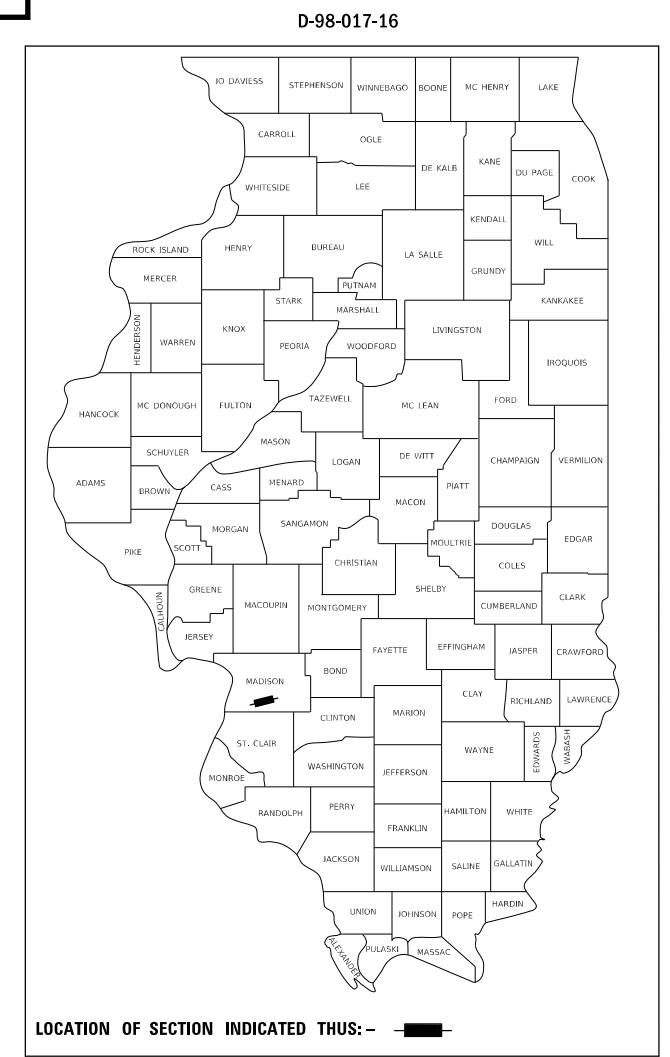 D-98-017-16
JO DAVIESS
STEPHENSON
WINNEBAGO
BOONE
MC HENRY
LAKE
CARROLL
OGLE
DE KALB
KANE
DU PAGE
COOK
WHITESIDE
LEE
KENDALL
WILL
ROCK ISLAND
HENRY
BUREAU
LA SALLE
GRUNDY
MERCER
PUTNAM
STARK
MARSHALL
KANKAKEE
HENDERSON
WARREN
KNOX
PEORIA
WOODFORD
LIVINGSTON
IROQUOIS
HANCOCK
MC DONOUGH
FULTON
TAZEWELL
MC LEAN
FORD
MASON
SCHUYLER
LOGAN
DE WITT
CHAMPAIGN
VERMILION
ADAMS
BROWN
CASS
MENARD
PIATT
MACON
MORGAN
SANGAMON
DOUGLAS
PIKE
SCOTT
CHRISTIAN
MOULTRIE
EDGAR
COLES
GREENE
SHELBY
CALHOUN
MACOUPIN
MONTGOMERY
CUMBERLAND
CLARK
JERSEY
FAYETTE
EFFINGHAM
JASPER
CRAWFORD
MADISON
BOND
CLAY
RICHLAND
LAWRENCE
CLINTON
MARION
ST. CLAIR
WAYNE
EDWARDS
WABASH
MONROE
WASHINGTON
JEFFERSON
RANDOLPH
PERRY
HAMILTON
WHITE
FRANKLIN
JACKSON
WILLIAMSON
SALINE
GALLATIN
UNION
JOHNSON
POPE
HARDIN
ALEXANDER
PULASKI
MASSAC
LOCATION OF SECTION INDICATED THUS: –